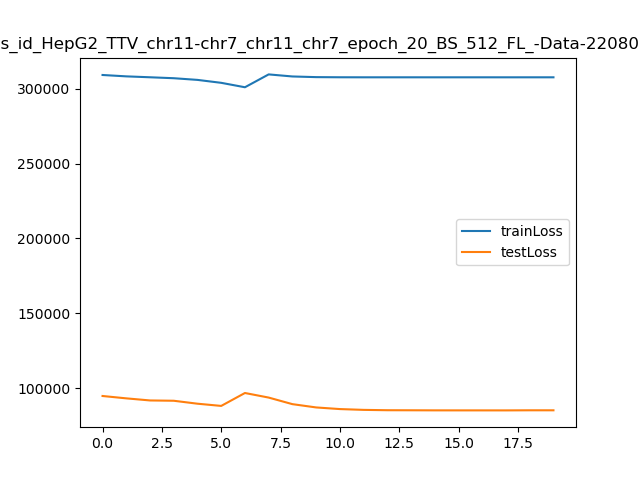 s_id_HepG2_TTV_chr11-chr7_chr11_chr7_epoch_20_BS_512_FL_-Data-22080
300000
250000
200000
150000
100000
trainLoss
testLoss
0.0 2.5 5.0 7.5 10.0 12.5 15.0 17.5